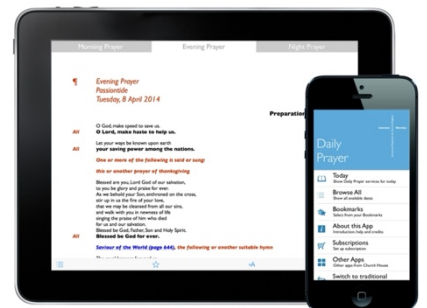 Morning Prayer
Evening Prayer
Night Prayer
¶ Evening Prayer
Passiontide
Tuesday, 8 April 2014
Preparation
O God, make speed to save us.
All O Lord, make haste to help us.
Let your ways be known upon earth
All your saving power among the nations.
One or more of the following is said or sung:
this or another prayer of thanksgiving
Blessed are you, Lord God of our salvation,
to you be glory and praise for ever.
As we behold your Son, enthroned on the cross,
stir up in us the fire of your love,
that we may be cleansed from all our sins,
and walk with you in newness of life
singing the praise of him who died
for us and our salvation.
Blessed be God, Father, Son and Holy Spirit.
All Blessed be God for ever.
Saviour of the World (page 646), the following or another suitable hymn
Daily
Prayer
Today
Show Daily Prayer services for today
Browse All
Show all available dates
Bookmarks
Select from your Bookmarks
About this App
Introduction, help and credits
Subscriptions
Set up subscription
Other Apps
Other apps from Church House
Switch to traditional